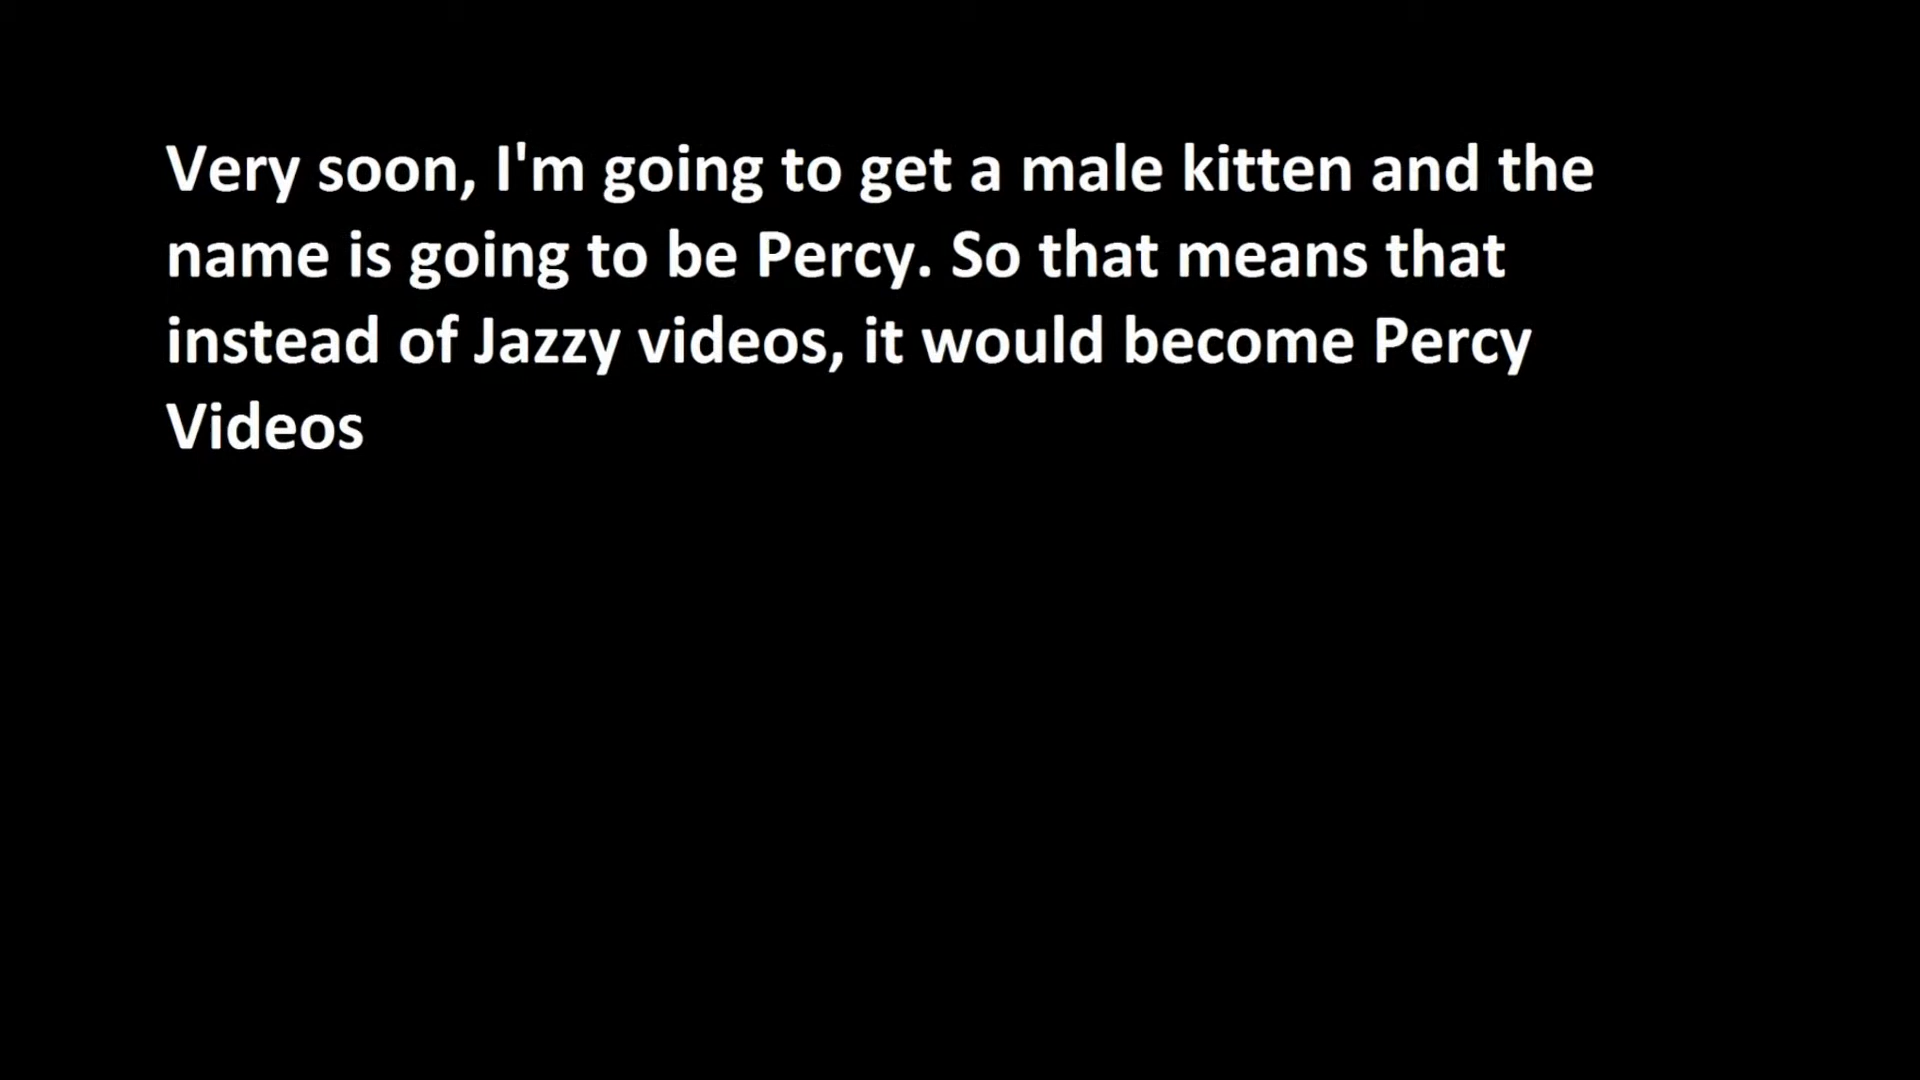 Very soon, I'm going to get a male kitten and the
name is going to be Percy. So that means that
instead of Jazzy videos, it would become Percy
Videos